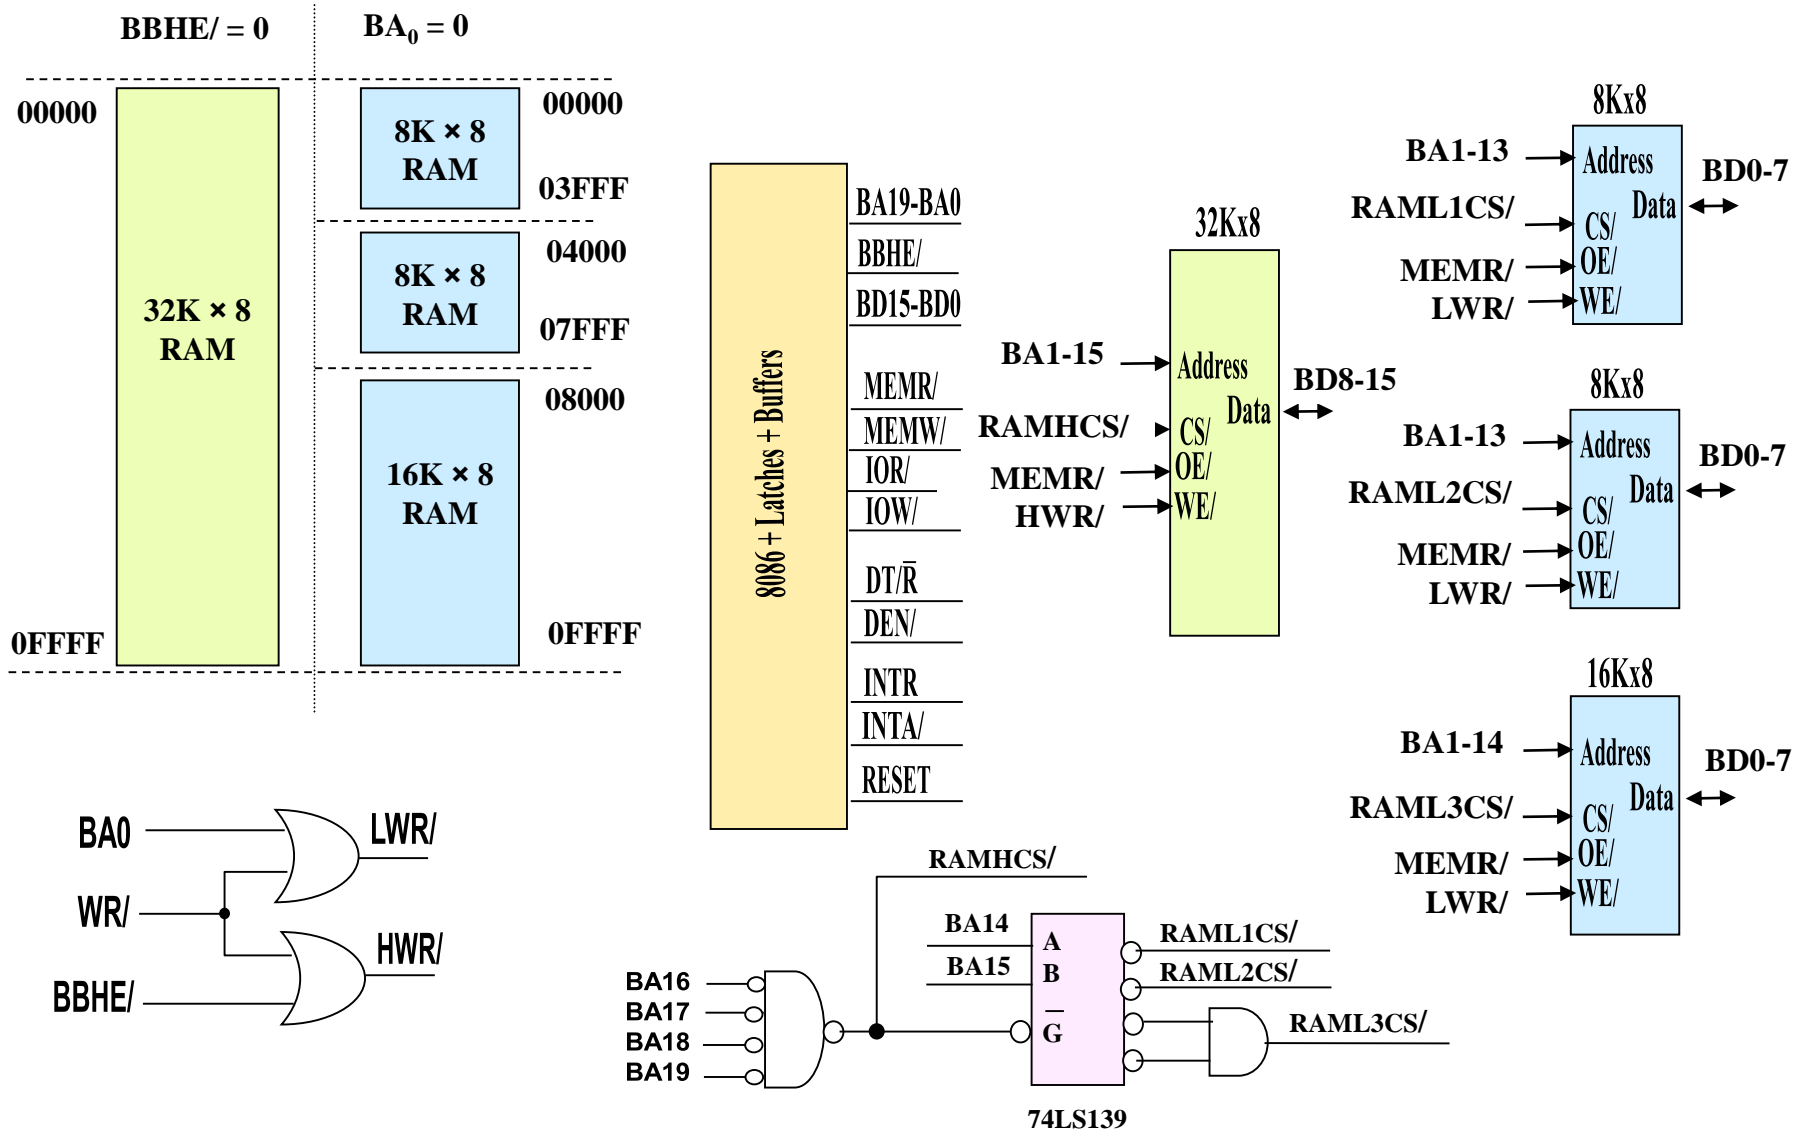 BBHE/ = 0
BA₀ = 0
00000
0FFFF
32K × 8
RAM
8K × 8
RAM
00000
03FFF
8K × 8
RAM
04000
07FFF
16K × 8
RAM
08000
0FFFF
8086 + Latches + Buffers
BA19-BA0
BBHE/
BD15-BD0
MEMR/
MEMW/
IOR/
IOW/
DT/R̅
DEN/
INTR
INTA/
RESET
32Kx8
BA1-15
RAMHCS/
MEMR/
HWR/
Address
Data
CS/
OE/
WE/
BD8-15
8Kx8
BA1-13
RAML1CS/
MEMR/
LWR/
Address
Data
CS/
OE/
WE/
BD0-7
8Kx8
BA1-13
RAML2CS/
MEMR/
LWR/
Address
Data
CS/
OE/
WE/
BD0-7
16Kx8
BA1-14
RAML3CS/
MEMR/
LWR/
Address
Data
CS/
OE/
WE/
BD0-7
BA0
WR/
BBHE/
LWR/
HWR/
BA16
BA17
BA18
BA19
RAMHCS/
BA14
BA15
A
B
G̅
RAML1CS/
RAML2CS/
RAML3CS/
74LS139